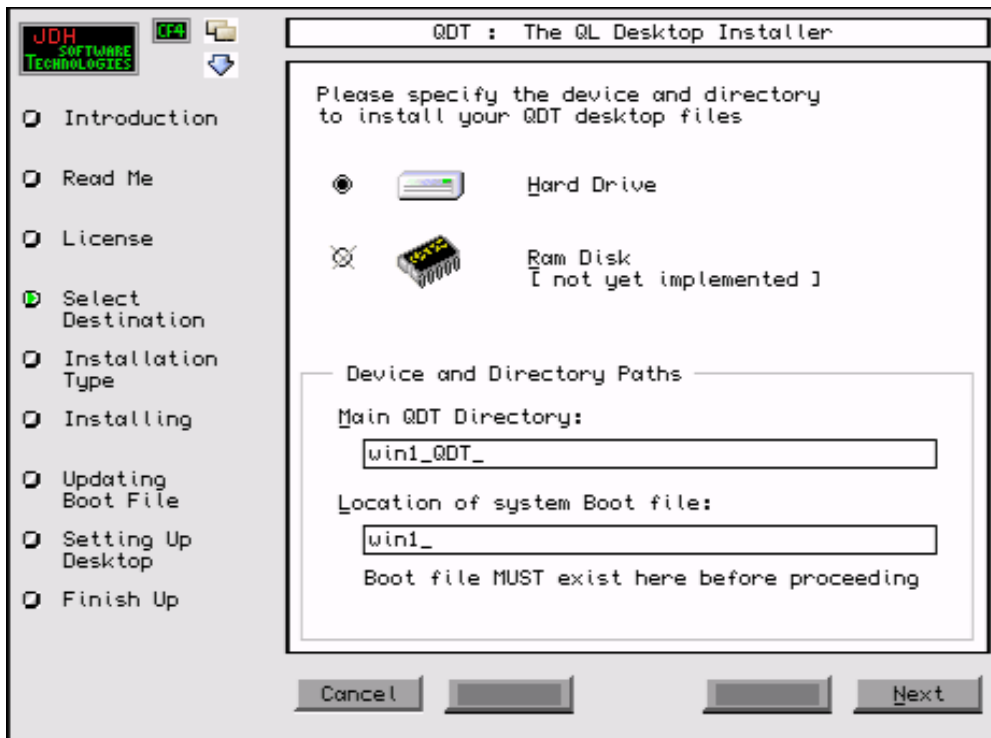 JDH
SOFTWARE
TECHNOLOGIES
CF4
QDT : The QL Desktop Installer
Introduction
Read Me
License
Select
Destination
Installation
Type
Installing
Updating
Boot File
Setting Up
Desktop
Finish Up
Please specify the device and directory
to install your QDT desktop files
Hard Drive
Ram Disk
[ not yet implemented ]
Device and Directory Paths
Main QDT Directory:
win1_QDT_
Location of system Boot file:
win1_
Boot file MUST exist here before proceeding
Cancel
Next